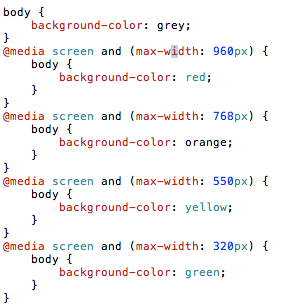 body {
    background-color: grey;
}
@media screen and (max-width: 960px) {
    body {
        background-color: red;
    }
}
@media screen and (max-width: 768px) {
    body {
        background-color: orange;
    }
}
@media screen and (max-width: 550px) {
    body {
        background-color: yellow;
    }
}
@media screen and (max-width: 320px) {
    body {
        background-color: green;
    }
}